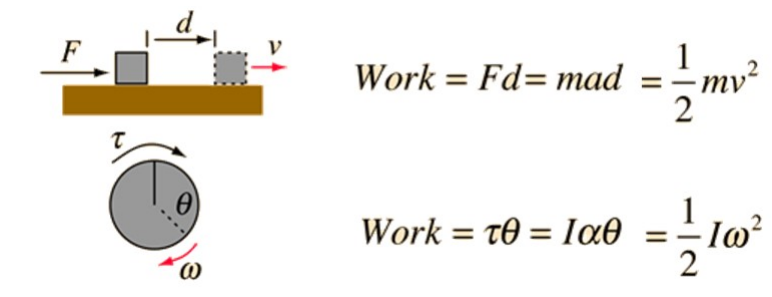 d
F
v
Work = Fd= mad = 1/2 mv²
τ
θ
ω
Work = τθ = Iαθ = 1/2 Iω²